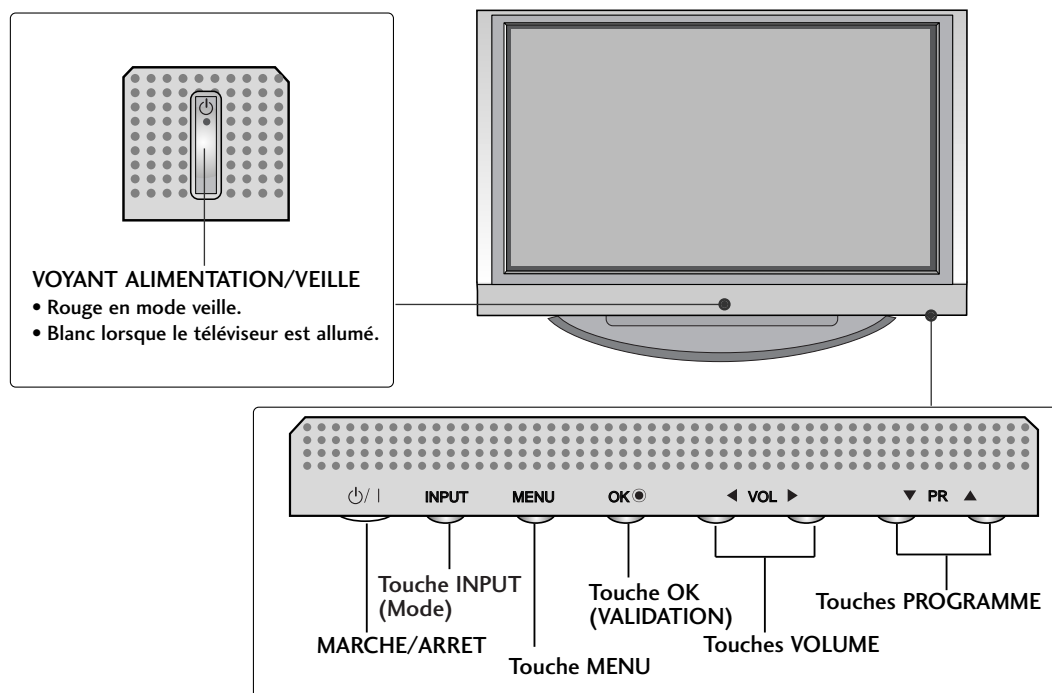 VOYANT ALIMENTATION/VEILLE
• Rouge en mode veille.
• Blanc lorsque le téléviseur est allumé.
⏻/ I INPUT MENU OK◉ ◀ VOL ▶ ▼ PR ▲
Touche INPUT
(Mode)
MARCHE/ARRET
Touche MENU
Touche OK
(VALIDATION)
Touches VOLUME
Touches PROGRAMME